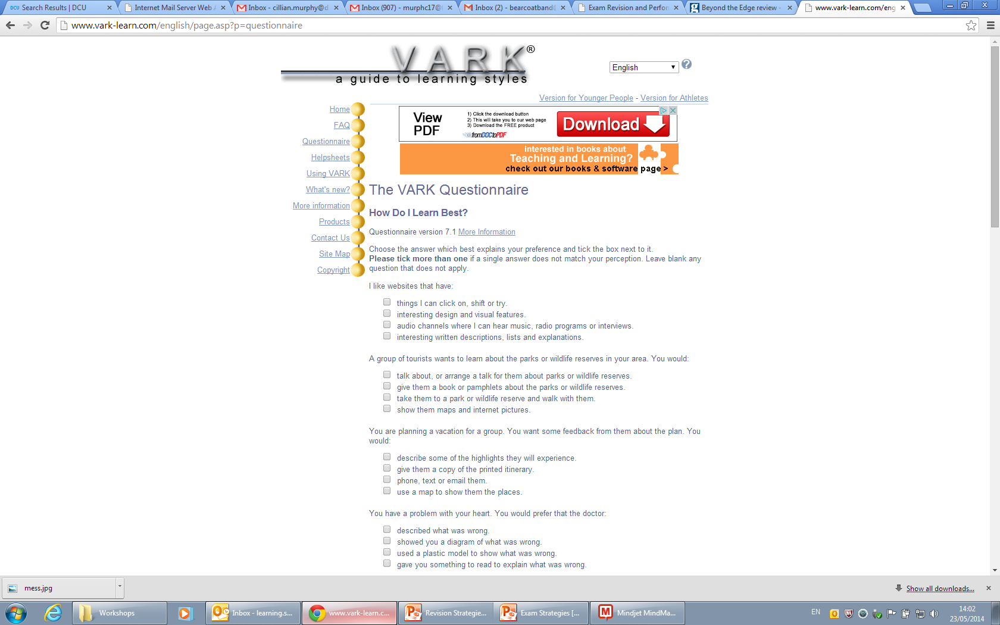 Search Results | DCU
Internet Mail Server Web A
Inbox - cillian.murphy@d
Inbox (907) - murphc17@
Inbox (2) - bearcoatband
Exam Revision and Perfor
Beyond the Edge review -
www.vark-learn.com/eng
www.vark-learn.com/english/page.asp?p=questionnaire
VARK®
a guide to learning styles
English
Version for Younger People - Version for Athletes
Home
FAQ
Questionnaire
Helpsheets
Using VARK
What's new?
More information
Products
Contact Us
Site Map
Copyright
View
PDF
1) Click the download button
2) This will take you to our web page
3) Download the FREE product
fromDOCtoPDF
Download
interested in books about
Teaching and Learning?
check out our books & software page >
The VARK Questionnaire
How Do I Learn Best?
Questionnaire version 7.1 More Information
Choose the answer which best explains your preference and tick the box next to it.
Please tick more than one if a single answer does not match your perception. Leave blank any
question that does not apply.
I like websites that have:
things I can click on, shift or try.
interesting design and visual features.
audio channels where I can hear music, radio programs or interviews.
interesting written descriptions, lists and explanations.
A group of tourists wants to learn about the parks or wildlife reserves in your area. You would:
talk about, or arrange a talk for them about parks or wildlife reserves.
give them a book or pamphlets about the parks or wildlife reserves.
take them to a park or wildlife reserve and walk with them.
show them maps and internet pictures.
You are planning a vacation for a group. You want some feedback from them about the plan. You
would:
describe some of the highlights they will experience.
give them a copy of the printed itinerary.
phone, text or email them.
use a map to show them the places.
You have a problem with your heart. You would prefer that the doctor:
described what was wrong.
showed you a diagram of what was wrong.
used a plastic model to show what was wrong.
gave you something to read to explain what was wrong.
mess.jpg
Show all downloads...
Workshops
Inbox - learning.s...
www.vark-learn.c...
Revision Strategie...
Exam Strategies [...
Mindjet MindMa...
EN
14:02
23/05/2014